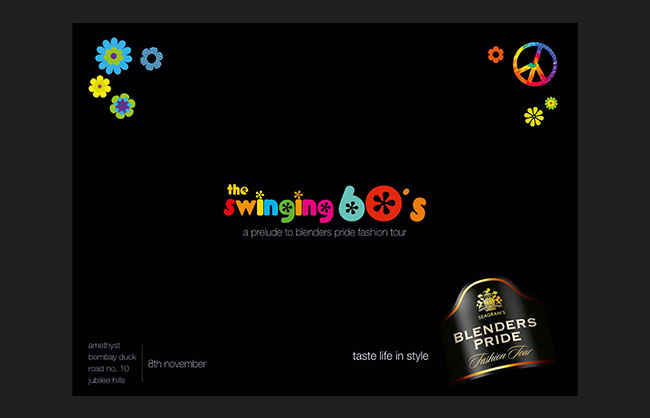 the
swinging 60's
a prelude to blenders pride fashion tour
taste life in style
SEAGRAM'S
BLENDERS
PRIDE
Fashion Tour
amethyst
bombay duck
road no. 10
jubilee hills
8th november